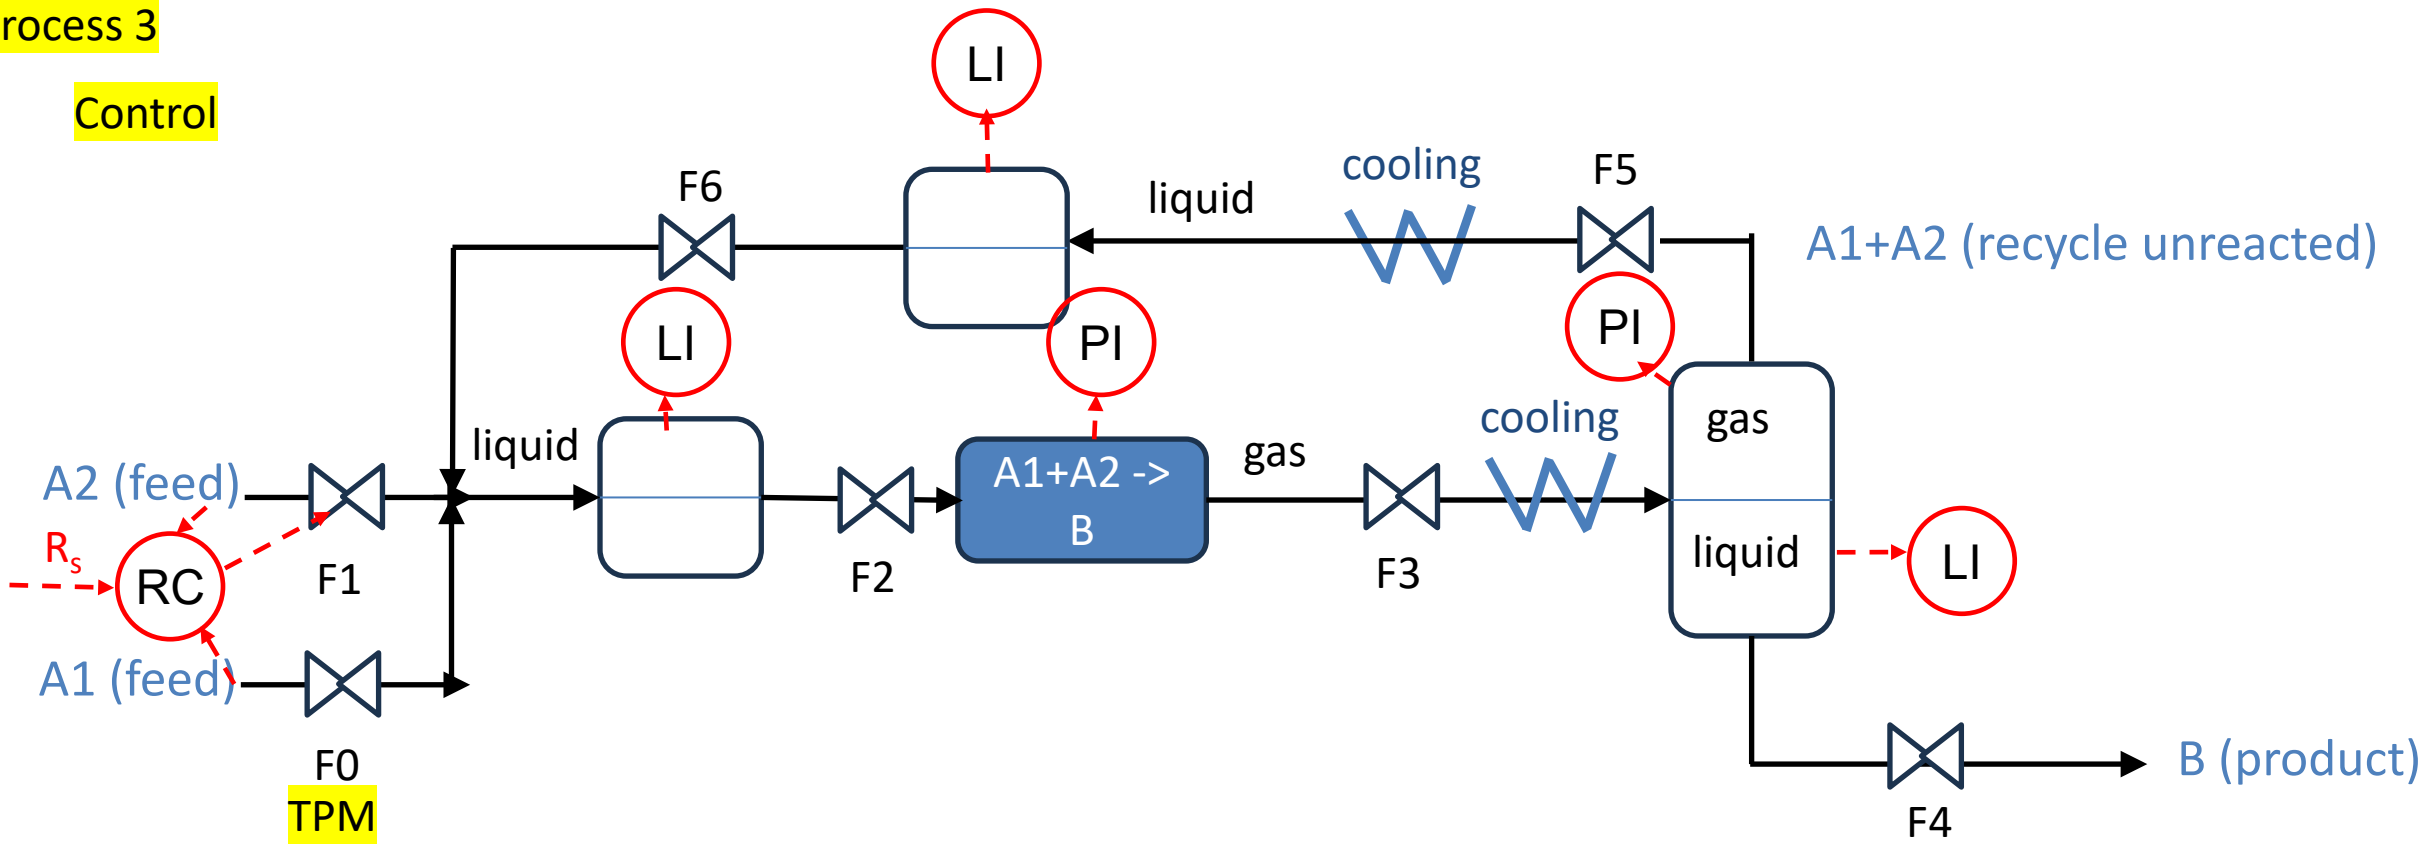 rocess 3
Control
LI
F6
liquid
cooling
F5
A1+A2 (recycle unreacted)
LI
PI
PI
liquid
A2 (feed)
Rs
RC
F1
A1 (feed)
F0
TPM
F2
A1+A2 ->
B
gas
F3
cooling
gas
liquid
LI
F4
B (product)